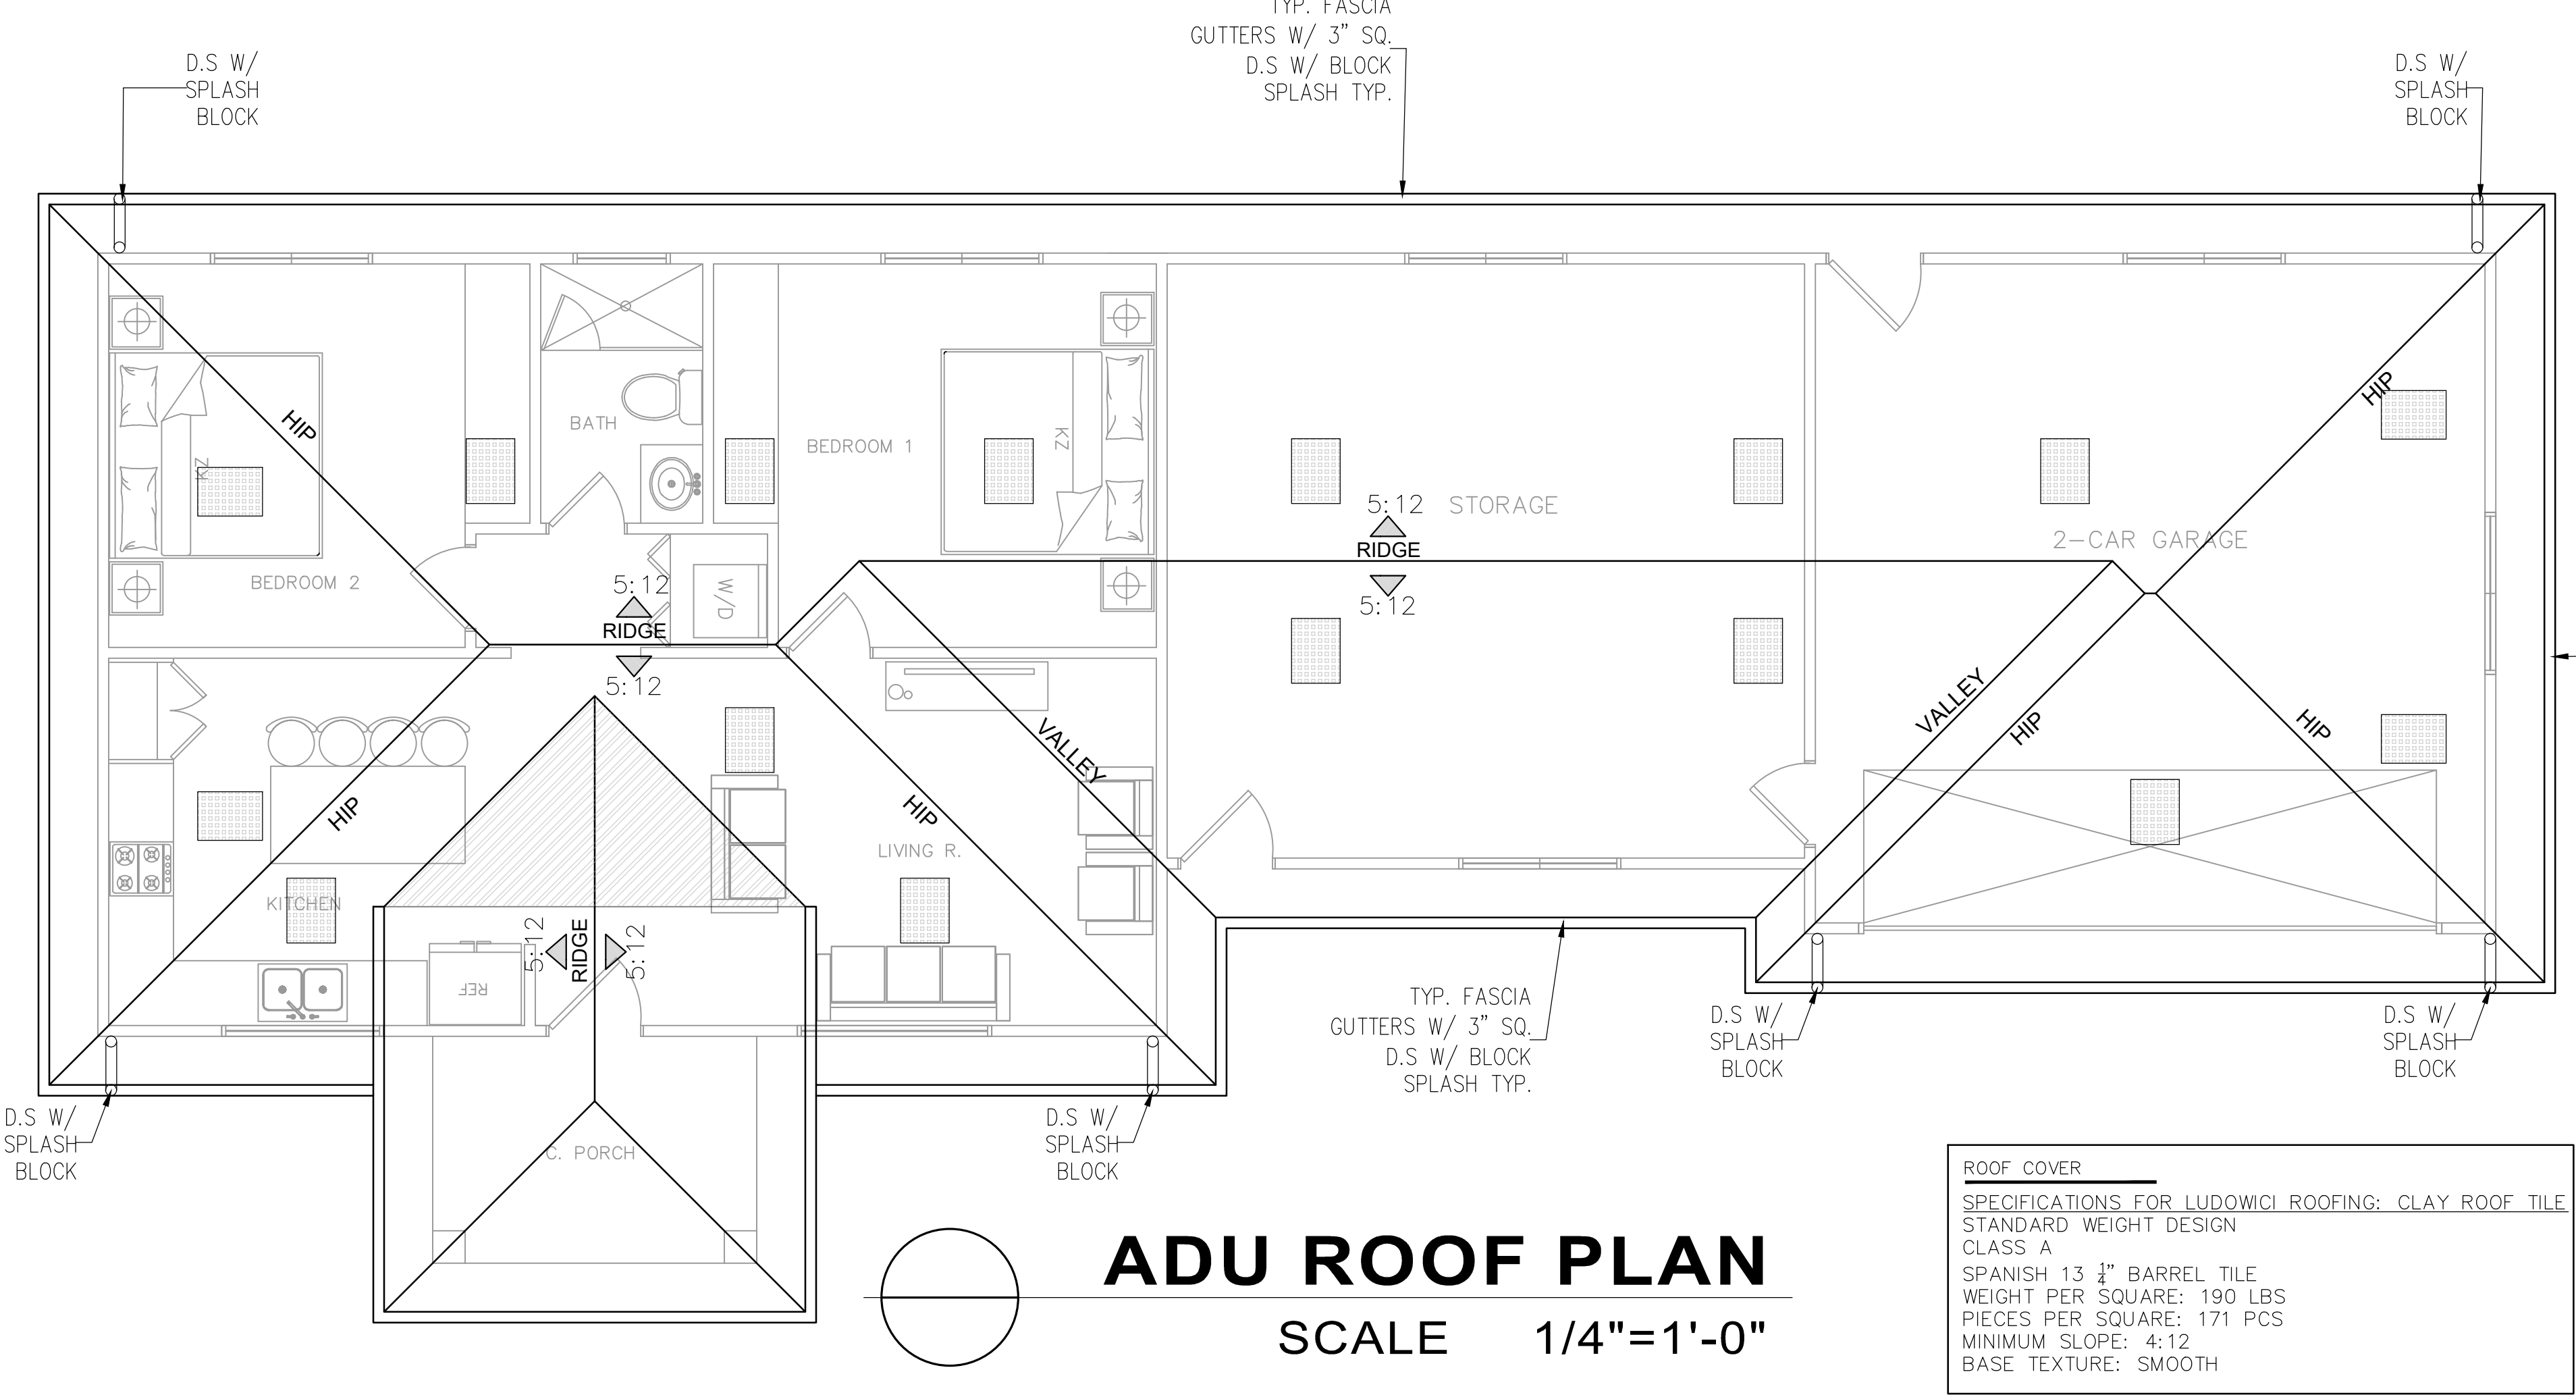 TYP. FASCIA
GUTTERS W/ 3” SQ.
D.S W/ BLOCK
SPLASH TYP.
D.S W/
SPLASH
BLOCK
D.S W/
SPLASH
BLOCK
HIP
BATH
BEDROOM 1
KZ
KZ
HIP
5:12
STORAGE
RIDGE
5:12
2-CAR GARAGE
BEDROOM 2
5:12
RIDGE
5:12
W/D
VALLEY
VALLEY
HIP
HIP
HIP
HIP
LIVING R.
KITCHEN
5:12
RIDGE
5:12
REF
TYP. FASCIA
GUTTERS W/ 3” SQ.
D.S W/ BLOCK
SPLASH TYP.
D.S W/
SPLASH
BLOCK
D.S W/
SPLASH
BLOCK
D.S W/
SPLASH
BLOCK
D.S W/
SPLASH
BLOCK
C. PORCH
ADU ROOF PLAN
SCALE 1/4"=1'-0"
ROOF COVER
SPECIFICATIONS FOR LUDOWICI ROOFING: CLAY ROOF TILE
STANDARD WEIGHT DESIGN
CLASS A
SPANISH 13 1/4” BARREL TILE
WEIGHT PER SQUARE: 190 LBS
PIECES PER SQUARE: 171 PCS
MINIMUM SLOPE: 4:12
BASE TEXTURE: SMOOTH